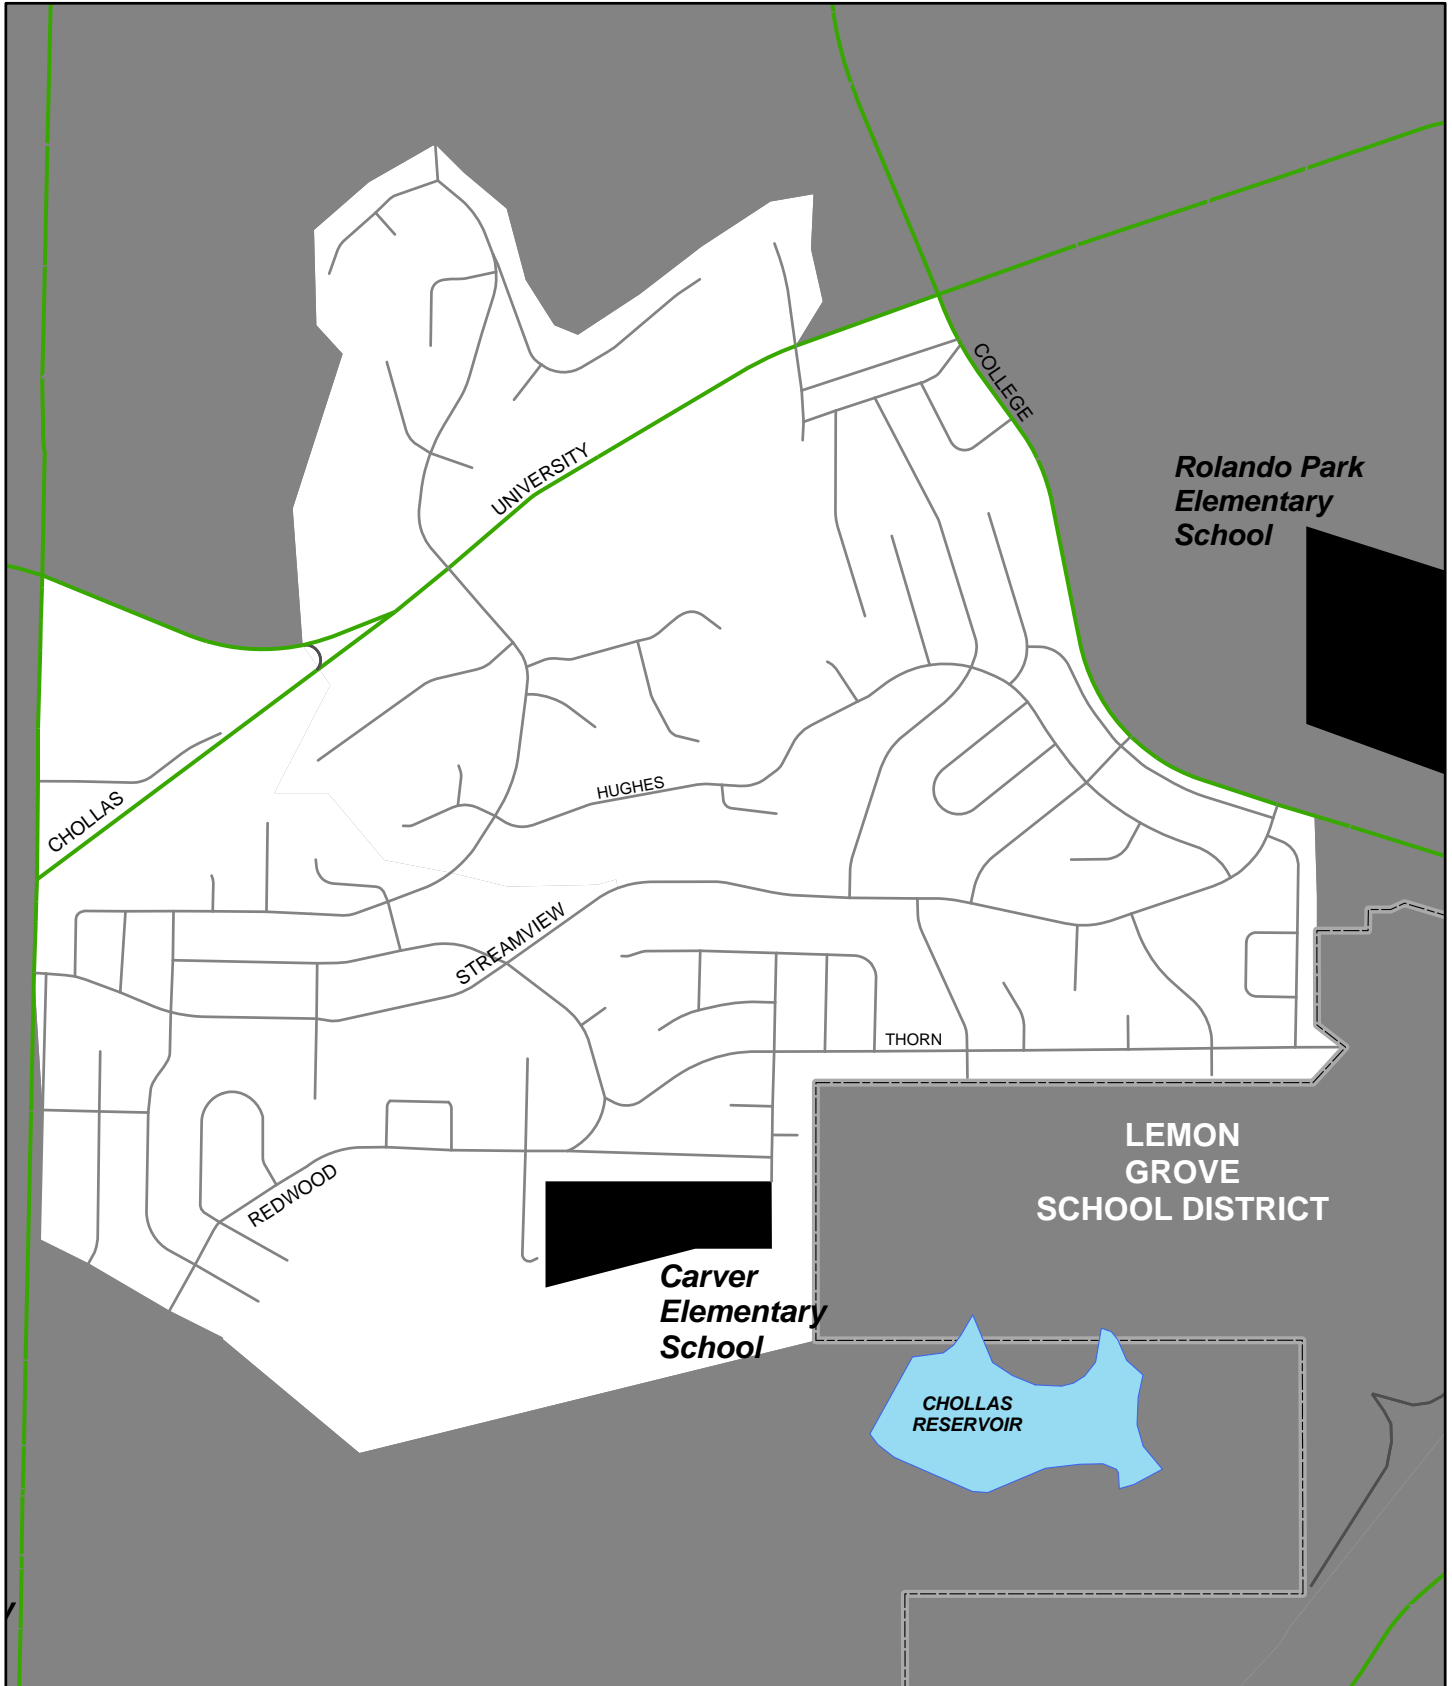 COLLEGE
UNIVERSITY
Rolando Park
Elementary
School
HUGHES
CHOLLAS
STREAMVIEW
THORN
LEMON
GROVE
SCHOOL DISTRICT
REDWOOD
Carver
Elementary
School
CHOLLAS
RESERVOIR
y